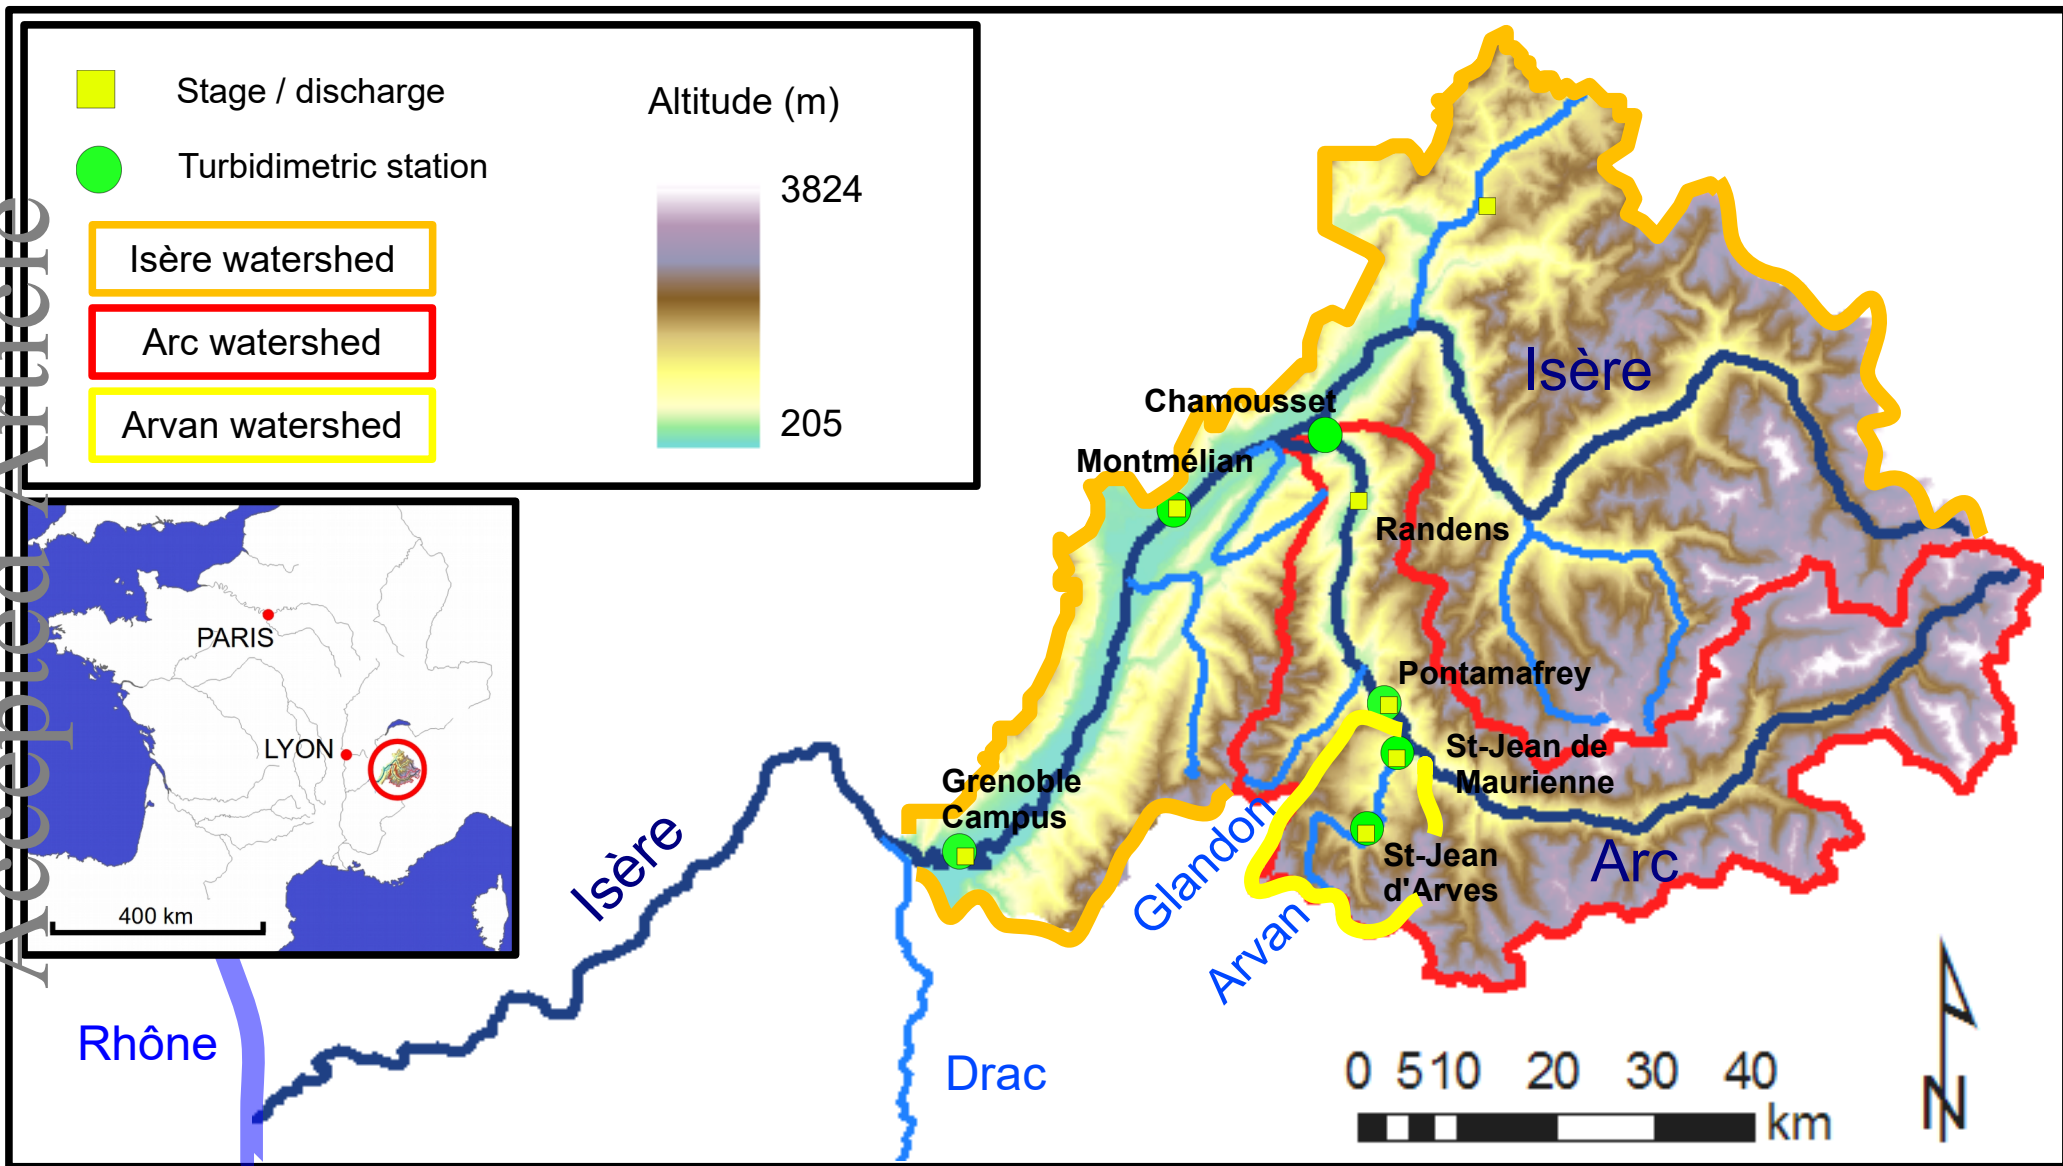 Accepted Article
Stage / discharge
Turbidimetric station
Isère watershed
Arc watershed
Arvan watershed
Altitude (m)
3824
205
PARIS
LYON
400 km
Isère
Chamousset
Montmélian
Randens
Pontamafrey
St-Jean de
Maurienne
Grenoble
Campus
St-Jean
d'Arves
Isère
Arc
Glandon
Arvan
Rhône
Drac
0 5 10 20 30 40
km
N